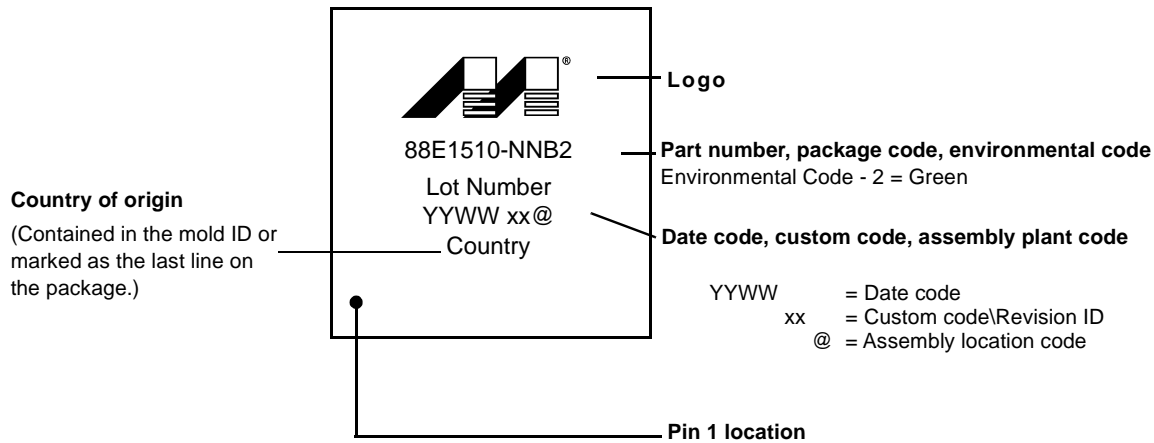 ®
Logo
88E1510-NNB2
Part number, package code, environmental code
Environmental Code - 2 = Green
Lot Number
YYWW xx@
Country
Country of origin
(Contained in the mold ID or
marked as the last line on
the package.)
Date code, custom code, assembly plant code
YYWW = Date code
xx = Custom code\Revision ID
@ = Assembly location code
Pin 1 location